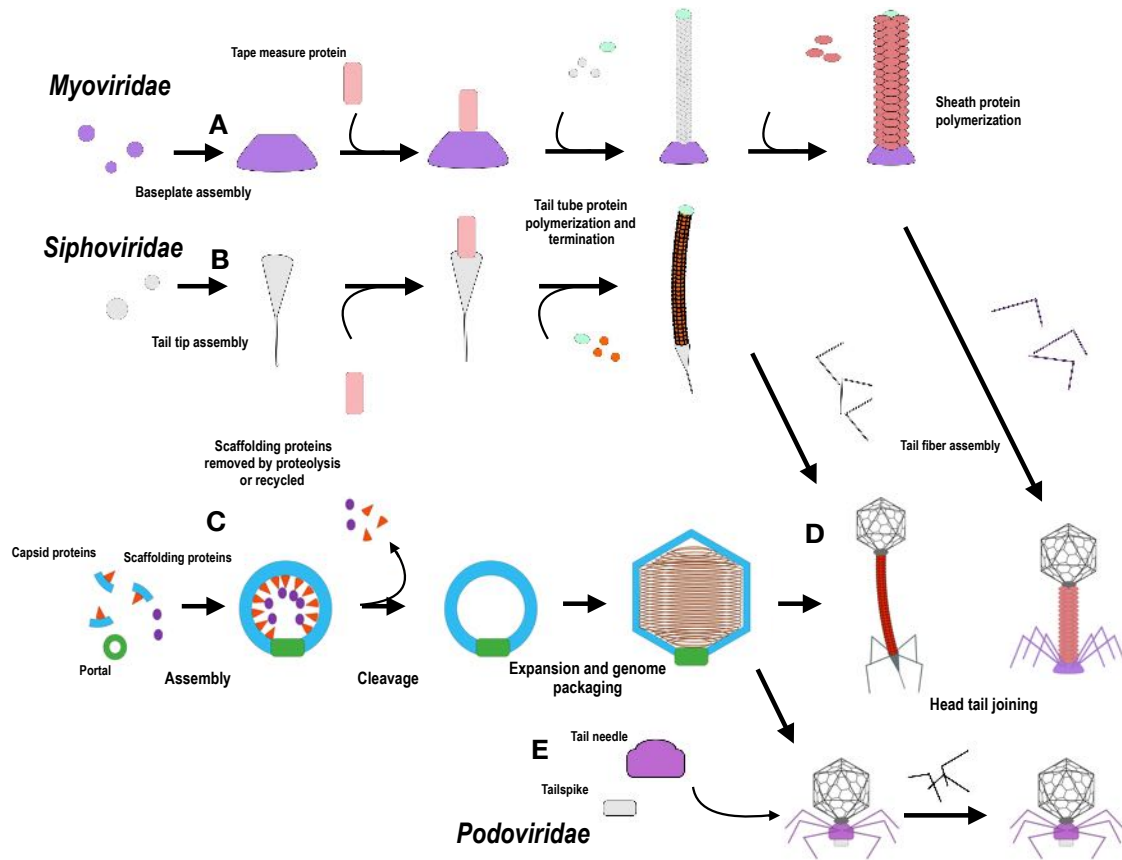 Tape measure protein
Myoviridae
A
Sheath protein
polymerization
Baseplate assembly
Siphoviridae
B
Tail tube protein
polymerization and
termination
Tail tip assembly
Tail fiber assembly
Scaffolding proteins
removed by proteolysis
or recycled
C
D
Capsid proteins
Scaffolding proteins
Portal
Assembly
Cleavage
Expansion and genome
packaging
Head tail joining
E
Tail needle
Tailspike
Podoviridae